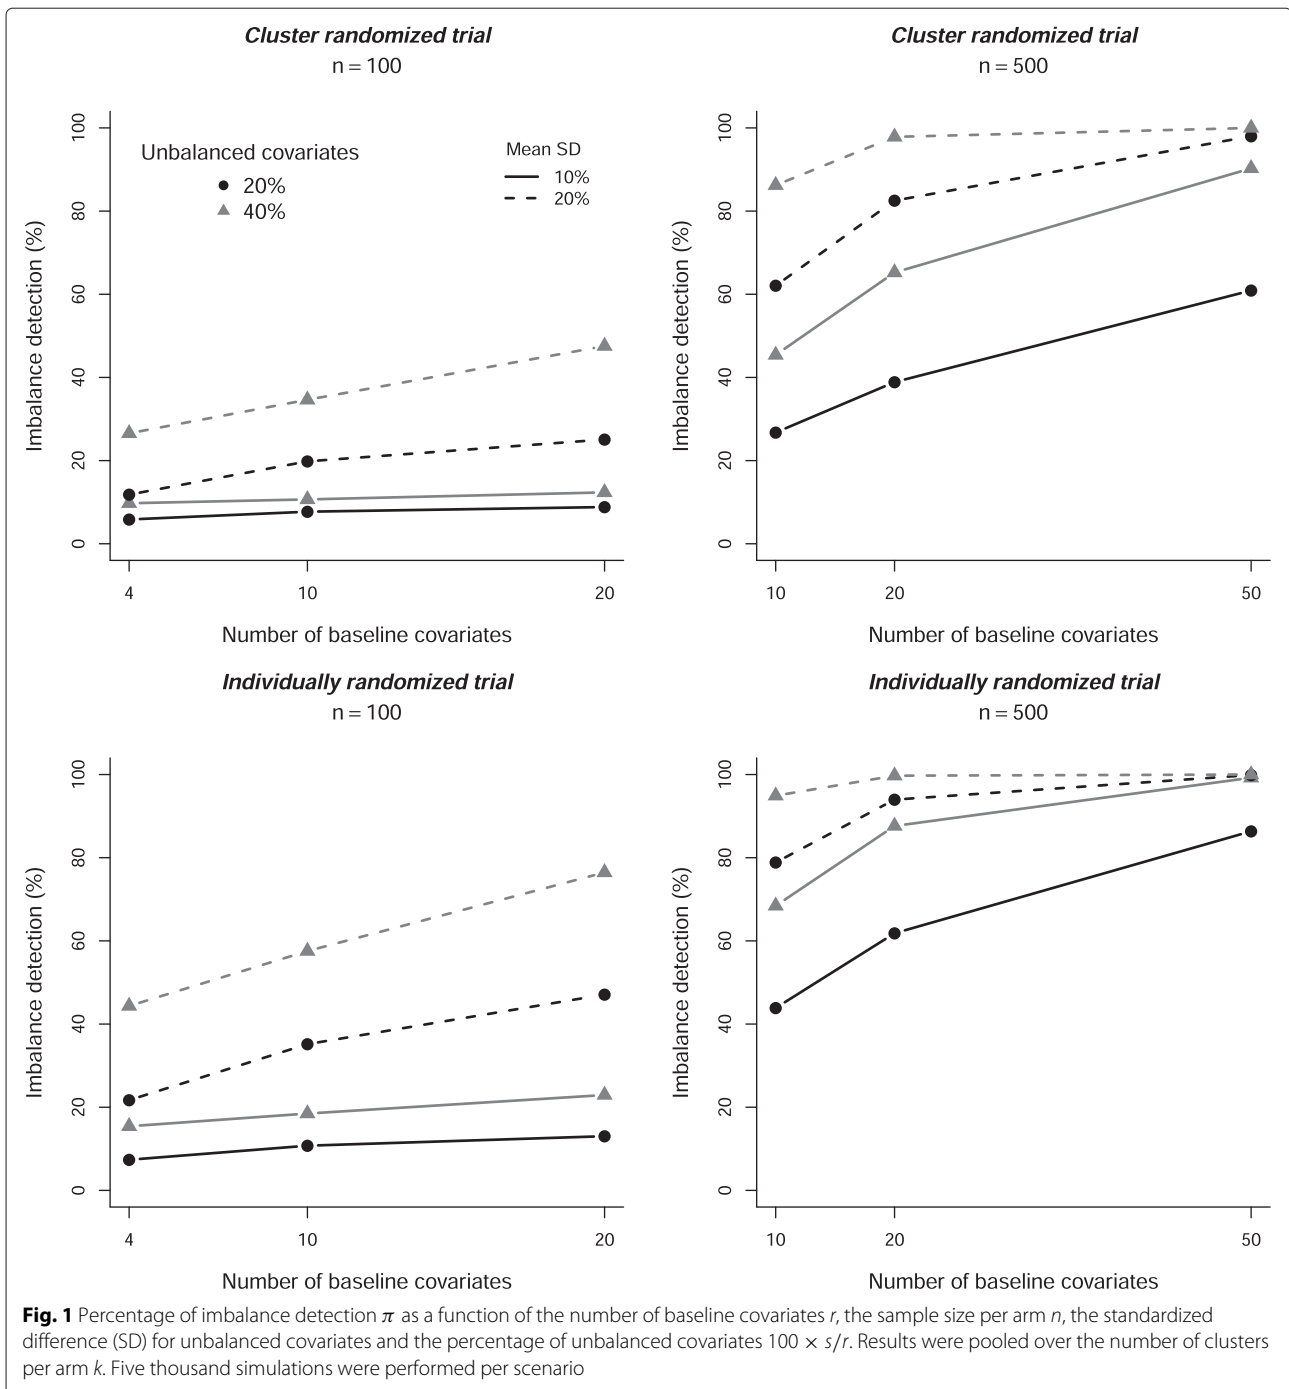 Cluster randomized trial
n = 100
Imbalance detection (%)
100
80
60
40
20
0
Unbalanced covariates
20%
40%
Mean SD
10%
20%
4 10 20
Number of baseline covariates
Cluster randomized trial
n = 500
Imbalance detection (%)
100
80
60
40
20
0
10 20 50
Number of baseline covariates
Individually randomized trial
n = 100
Imbalance detection (%)
100
80
60
40
20
0
4 10 20
Number of baseline covariates
Individually randomized trial
n = 500
Imbalance detection (%)
100
80
60
40
20
0
10 20 50
Number of baseline covariates
Fig. 1 Percentage of imbalance detection π as a function of the number of baseline covariates r, the sample size per arm n, the standardized
difference (SD) for unbalanced covariates and the percentage of unbalanced covariates 100 × s/r. Results were pooled over the number of clusters
per arm k. Five thousand simulations were performed per scenario